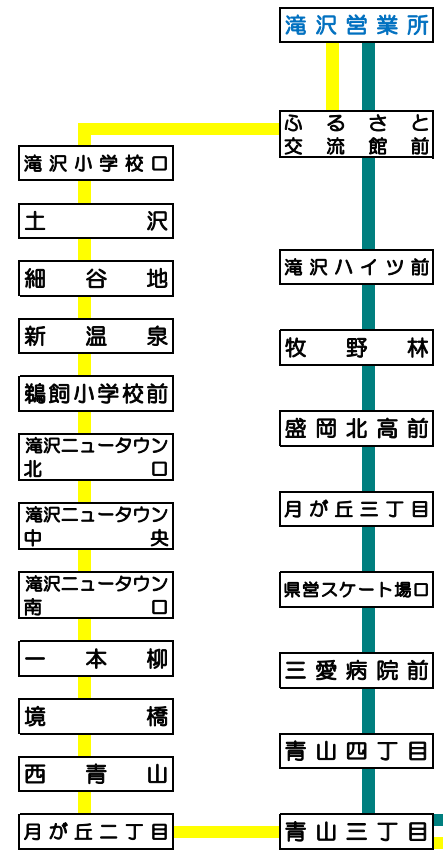 滝沢営業所
ふるさと
交流館前
滝沢小学校口
土沢
細谷地
新温泉
鵜飼小学校前
滝沢ニュータウン
北口
滝沢ニュータウン
中央
滝沢ニュータウン
南口
一本柳
境橋
西青山
月が丘二丁目
滝沢ハイツ前
牧野林
盛岡北高前
月が丘三丁目
県営スケート場口
三愛病院前
青山四丁目
青山三丁目